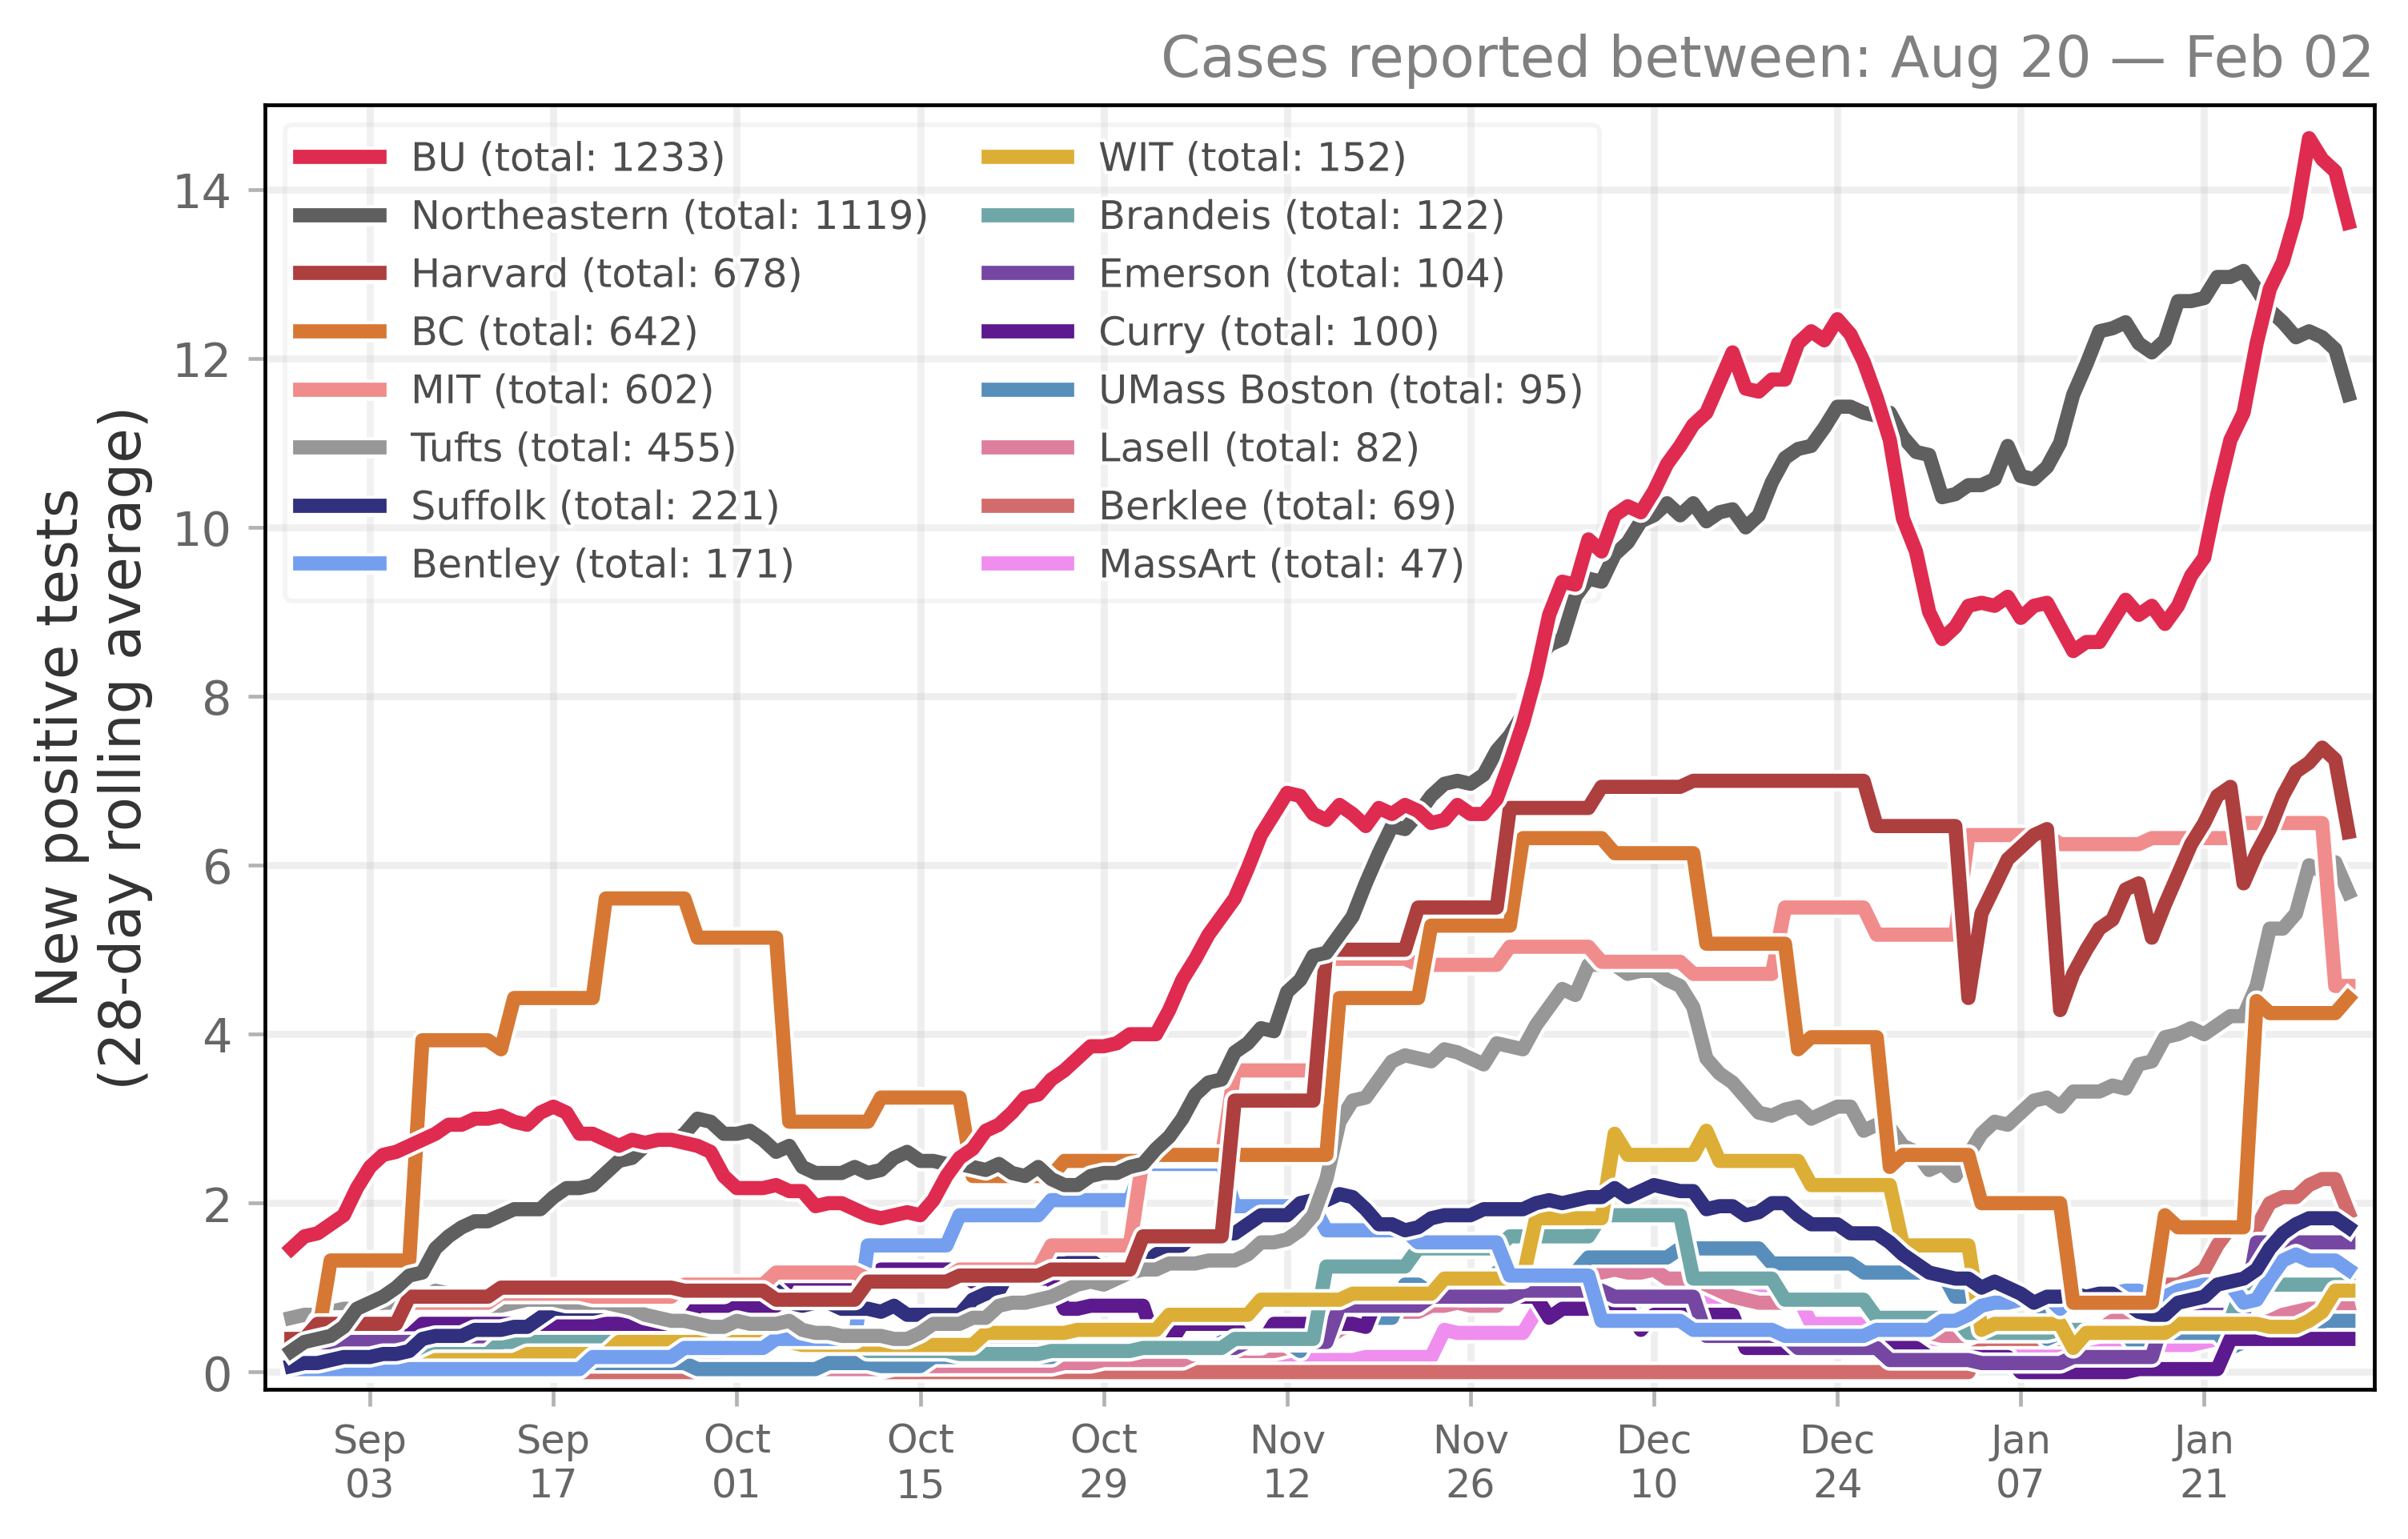 Cases reported between: Aug 20 — Feb 02
New positive tests
(28-day rolling average)
14
12
10
8
6
4
2
0
BU (total: 1233)
Northeastern (total: 1119)
Harvard (total: 678)
BC (total: 642)
MIT (total: 602)
Tufts (total: 455)
Suffolk (total: 221)
Bentley (total: 171)
WIT (total: 152)
Brandeis (total: 122)
Emerson (total: 104)
Curry (total: 100)
UMass Boston (total: 95)
Lasell (total: 82)
Berklee (total: 69)
MassArt (total: 47)
Sep
03
Sep
17
Oct
01
Oct
15
Oct
29
Nov
12
Nov
26
Dec
10
Dec
24
Jan
07
Jan
21